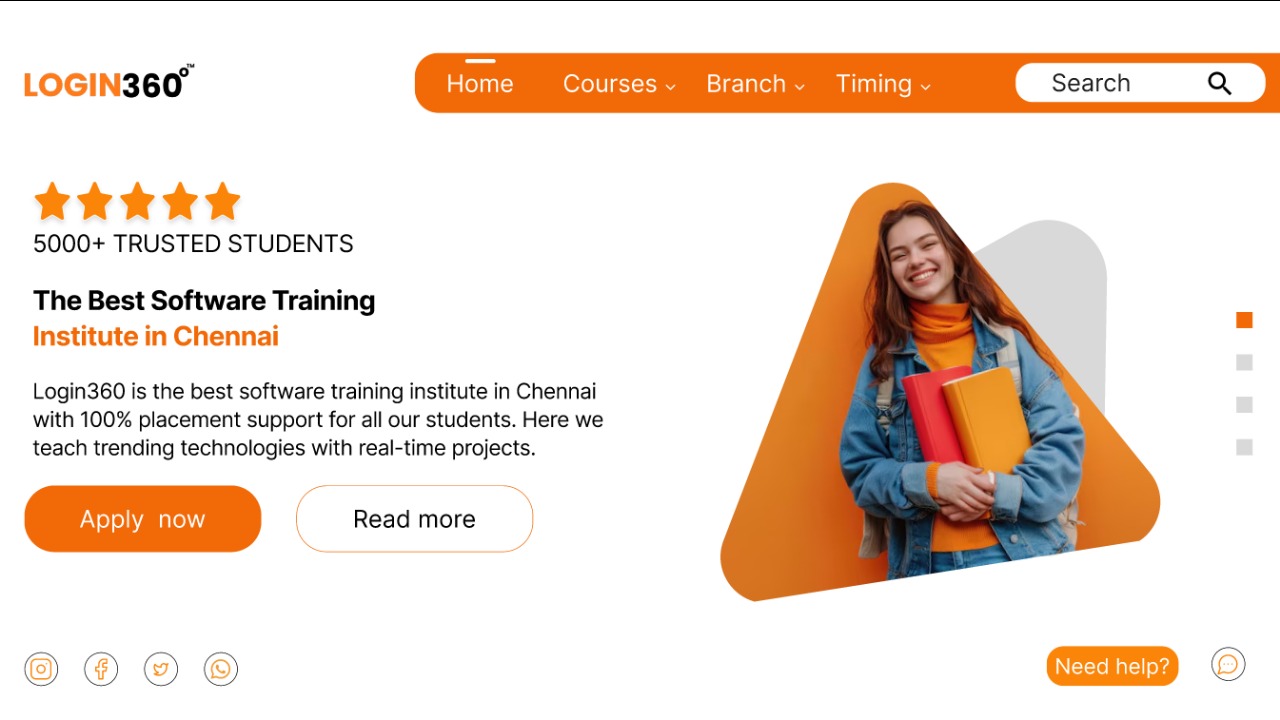 LOGIN360°™
Home Courses Branch Timing Search
5000+ TRUSTED STUDENTS
The Best Software Training
Institute in Chennai
Login360 is the best software training institute in Chennai
with 100% placement support for all our students. Here we
teach trending technologies with real-time projects.
Apply now Read more
Need help?